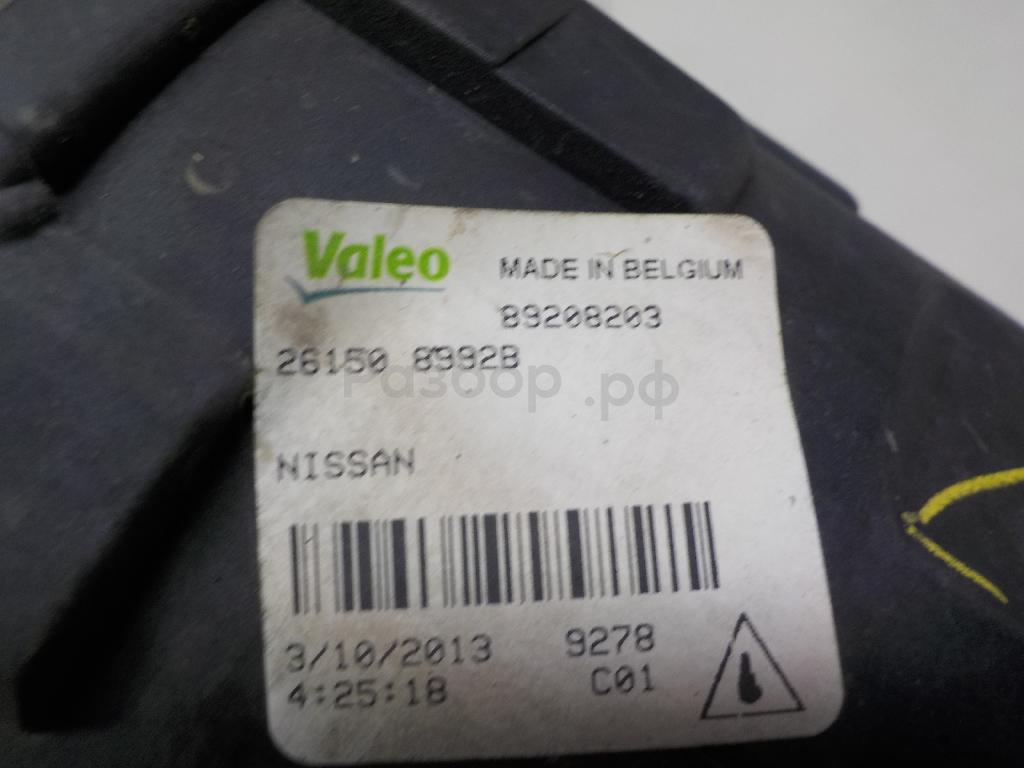 Valeo
MADE IN BELGIUM
89208203
26150 8992B
Разбор.рф
NISSAN
3/10/2013 9278
4:25:18 C01